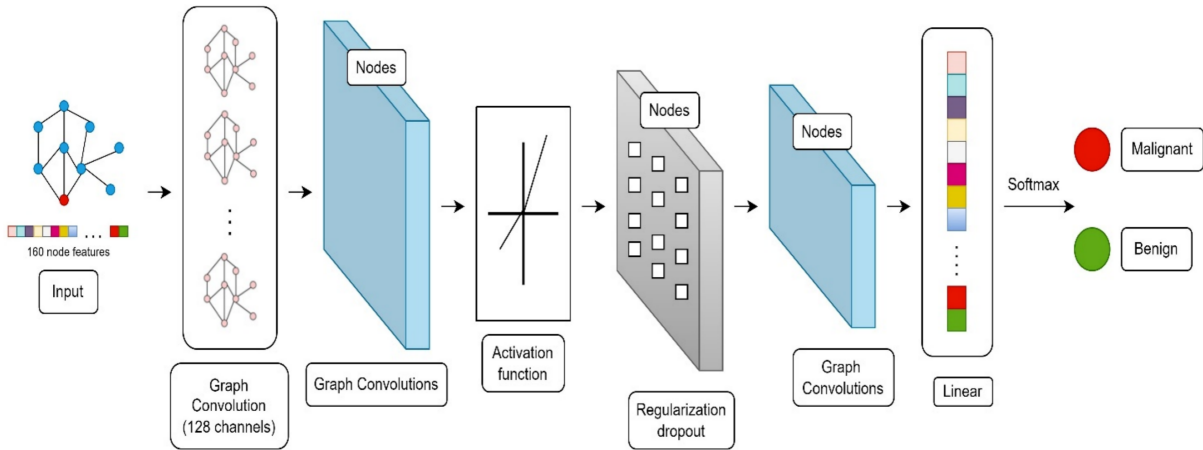 160 node features
Input
Graph
Convolution
(128 channels)
Nodes
Graph Convolutions
Activation
function
Nodes
Regularization
dropout
Nodes
Graph
Convolutions
Linear
Softmax
Malignant
Benign